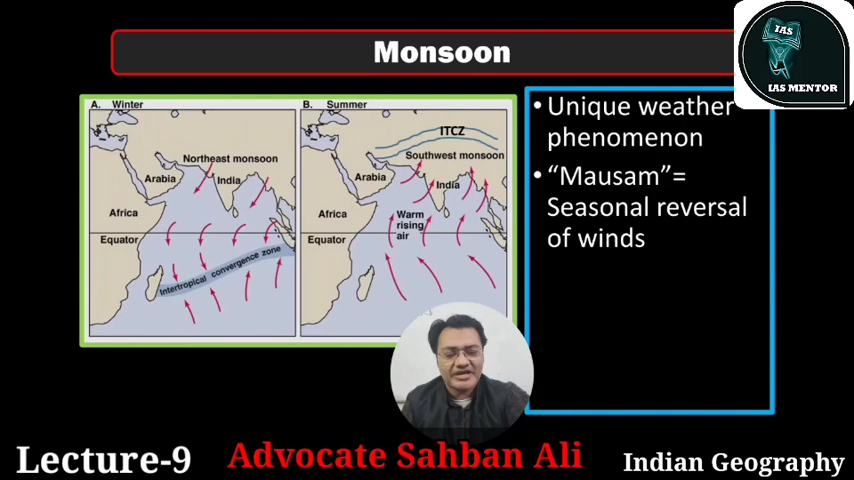 Monsoon
IAS
IAS MENTOR
A. Winter
Northeast monsoon
Arabia
India
Africa
Equator
Intertropical convergence zone
B. Summer
ITCZ
Southwest monsoon
Arabia
India
Africa
Warm
rising
air
Equator
• Unique weather
phenomenon
• “Mausam”=
Seasonal reversal
of winds
Lecture-9
Advocate Sahban Ali
Indian Geography